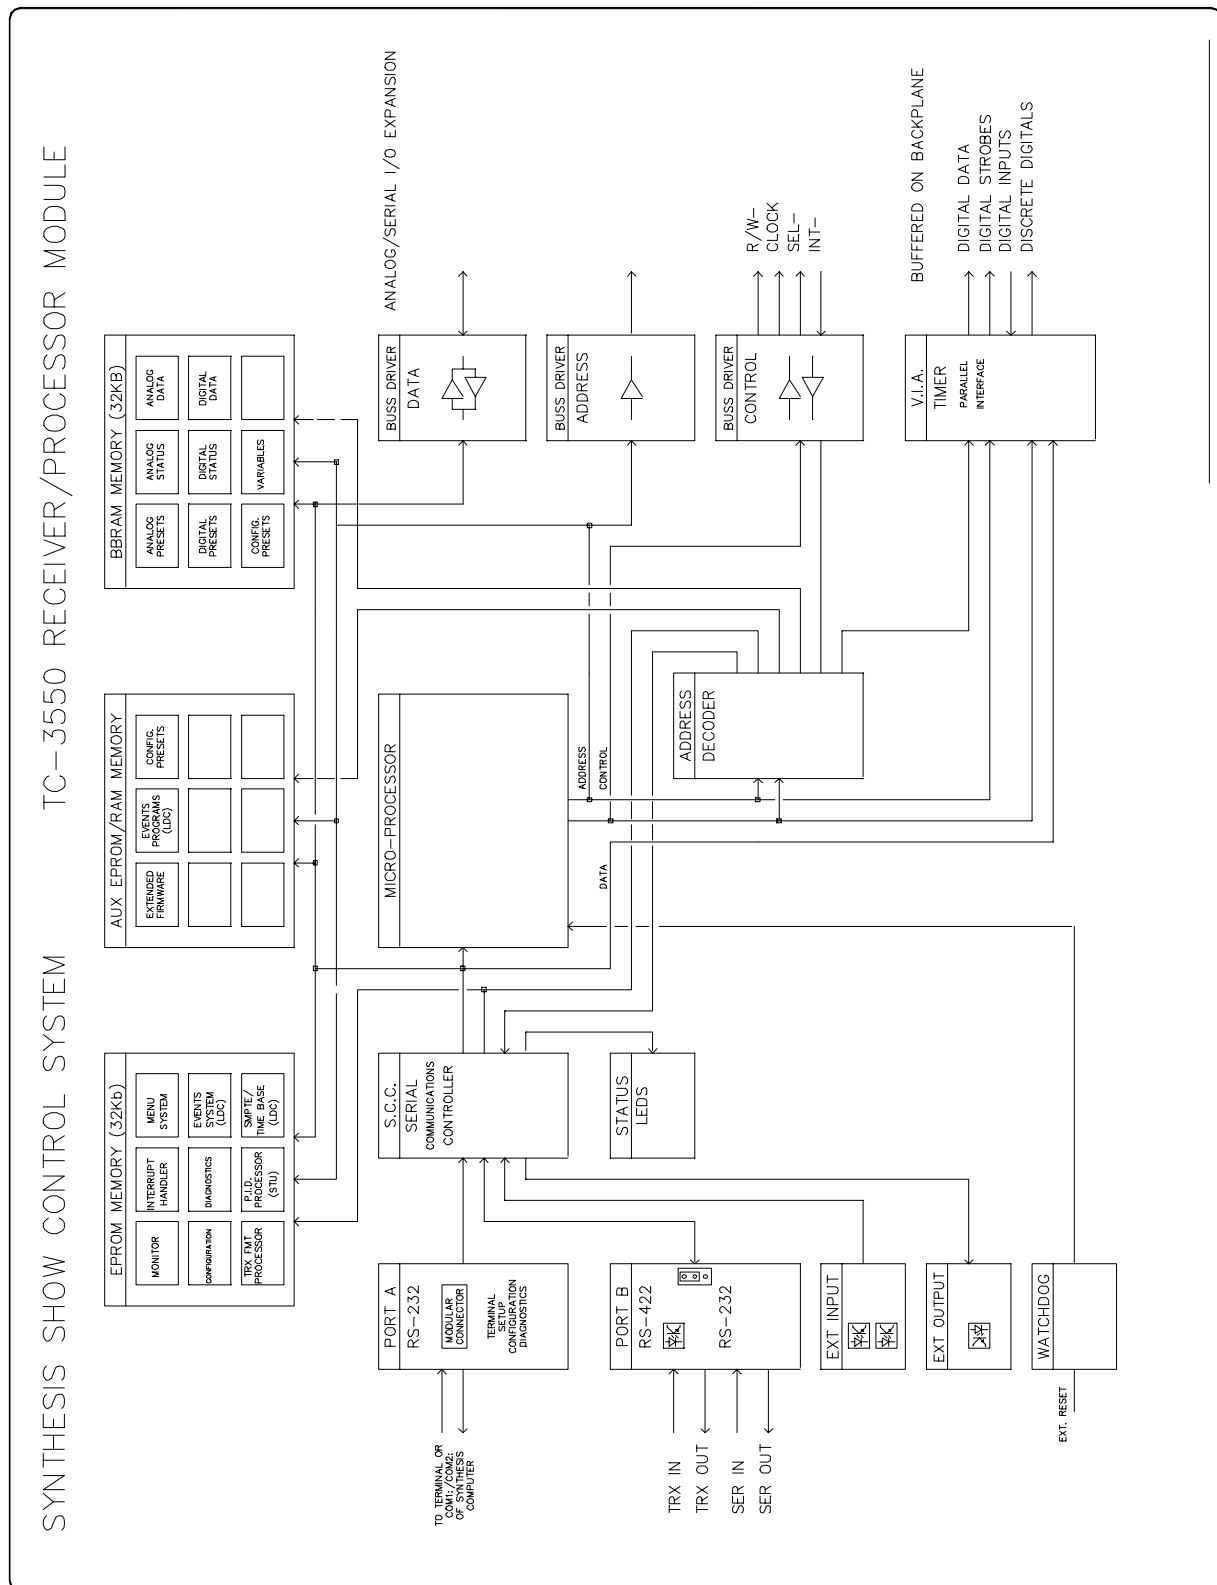 SYNTHESIS SHOW CONTROL SYSTEM
TC-3550 RECEIVER/PROCESSOR MODULE
EPROM MEMORY (32Kb)
MONITOR
INTERRUPT
HANDLER
MENU
SYSTEM
CONFIGURATION
DIAGNOSTICS
EVENTS
SYSTEM
(LDC)
TRX FMT
PROCESSOR
P.I.D.
PROCESSOR
(STU)
SMPTE/
TIME BASE
(LDC)
AUX EPROM/RAM MEMORY
EXTENDED
FIRMWARE
EVENTS
PROGRAMS
(LDC)
CONFIG.
PRESETS
BBRAM MEMORY (32KB)
ANALOG
PRESETS
ANALOG
STATUS
ANALOG
DATA
DIGITAL
PRESETS
DIGITAL
STATUS
DIGITAL
DATA
CONFIG.
PRESETS
VARIABLES
TO TERMINAL OR
COM1:/COM2:
OF SYNTHESIS
COMPUTER
PORT A
RS-232
MODULAR
CONNECTOR
TERMINAL
SETUP
CONFIGURATION
DIAGNOSTICS
S.C.C.
SERIAL
COMMUNICATIONS
CONTROLLER
MICRO-PROCESSOR
BUSS DRIVER
DATA
ANALOG/SERIAL I/O EXPANSION
BUSS DRIVER
ADDRESS
TRX IN
TRX OUT
SER IN
SER OUT
PORT B
RS-422
RS-232
STATUS
LEDS
DATA
ADDRESS
CONTROL
ADDRESS
DECODER
BUSS DRIVER
CONTROL
R/W-
CLOCK
SEL-
INT-
EXT INPUT
EXT OUTPUT
EXT. RESET
WATCHDOG
V.I.A.
TIMER
PARALLEL
INTERFACE
BUFFERED ON BACKPLANE
DIGITAL DATA
DIGITAL STROBES
DIGITAL INPUTS
DISCRETE DIGITALS